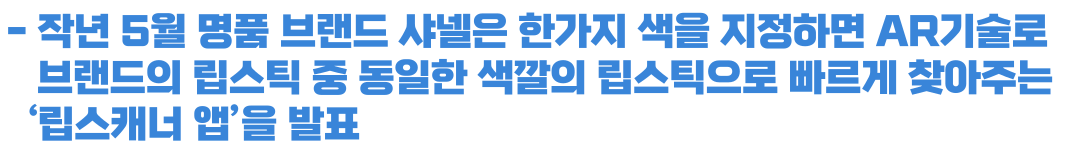 - 작년 5월 명품 브랜드 샤넬은 한가지 색을 지정하면 AR기술로
브랜드의 립스틱 중 동일한 색깔의 립스틱으로 빠르게 찾아주는
‘립스캐너 앱’을 발표